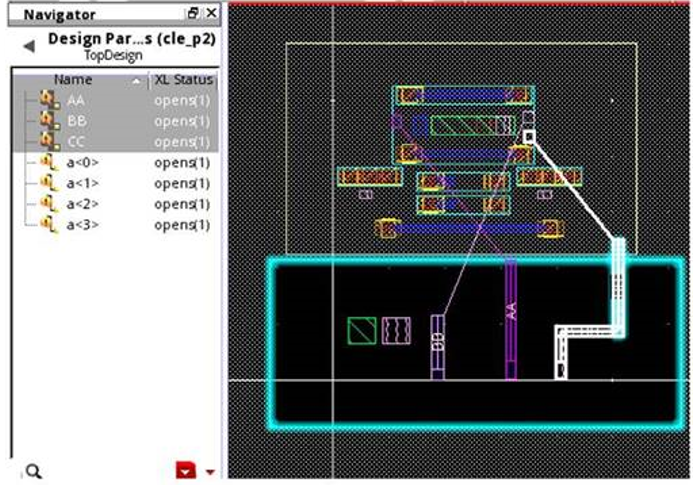 Navigator
Design Par...s (cle_p2)
TopDesign
Name XL Status
AA opens(1)
BB opens(1)
CC opens(1)
a<0> opens(1)
a<1> opens(1)
a<2> opens(1)
a<3> opens(1)
AA
BB